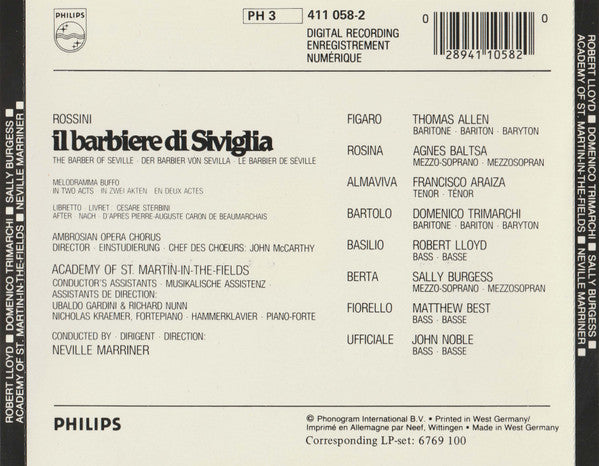 PHILIPS
PH 3 411 058-2
DIGITAL RECORDING
ENREGISTREMENT
NUMÉRIQUE
0 0
28941 10582
ROSSINI
il barbiere di Siviglia
THE BARBER OF SEVILLE · DER BARBIER VON SEVILLA · LE BARBIER DE SÉVILLE
MELODRAMMA BUFFO
IN TWO ACTS · IN ZWEI AKTEN · EN DEUX ACTES
LIBRETTO · LIVRET: CESARE STERBINI
AFTER · NACH · D'APRÈS PIERRE-AUGUSTE CARON DE BEAUMARCHAIS
AMBROSIAN OPERA CHORUS
DIRECTOR · EINSTUDIERUNG · CHEF DES CHŒURS: JOHN McCARTHY
ACADEMY OF ST. MARTIN-IN-THE-FIELDS
CONDUCTOR'S ASSISTANTS · MUSIKALISCHE ASSISTENZ ·
ASSISTANTS DE DIRECTION:
UBALDO GARDINI & RICHARD NUNN
NICHOLAS KRAEMER, FORTEPIANO · HAMMERKLAVIER · PIANO-FORTE
CONDUCTED BY · DIRIGENT · DIRECTION:
NEVILLE MARRINER
FIGARO THOMAS ALLEN
BARITONE · BARITON · BARYTON
ROSINA AGNES BALTSA
MEZZO-SOPRANO · MEZZOSOPRAN
ALMAVIVA FRANCISCO ARAIZA
TENOR · TÉNOR
BARTOLO DOMENICO TRIMARCHI
BARITONE · BARITON · BARYTON
BASILIO ROBERT LLOYD
BASS · BASSE
BERTA SALLY BURGESS
MEZZO-SOPRANO · MEZZOSOPRAN
FIORELLO MATTHEW BEST
BASS · BASSE
UFFICIALE JOHN NOBLE
BASS · BASSE
PHILIPS
℗ Phonogram International B.V. • Printed in West Germany/
Imprimé en Allemagne par Neef, Wittingen • Made in West Germany
Corresponding LP-set: 6769 100
ROBERT LLOYD ■ DOMENICO TRIMARCHI ■ SALLY BURGESS ■
ACADEMY OF ST. MARTIN-IN-THE-FIELDS ■ NEVILLE MARRINER ■
ROBERT LLOYD ■ DOMENICO TRIMARCHI ■ SALLY BURGESS ■
ACADEMY OF ST. MARTIN-IN-THE-FIELDS ■ NEVILLE MARRINER ■